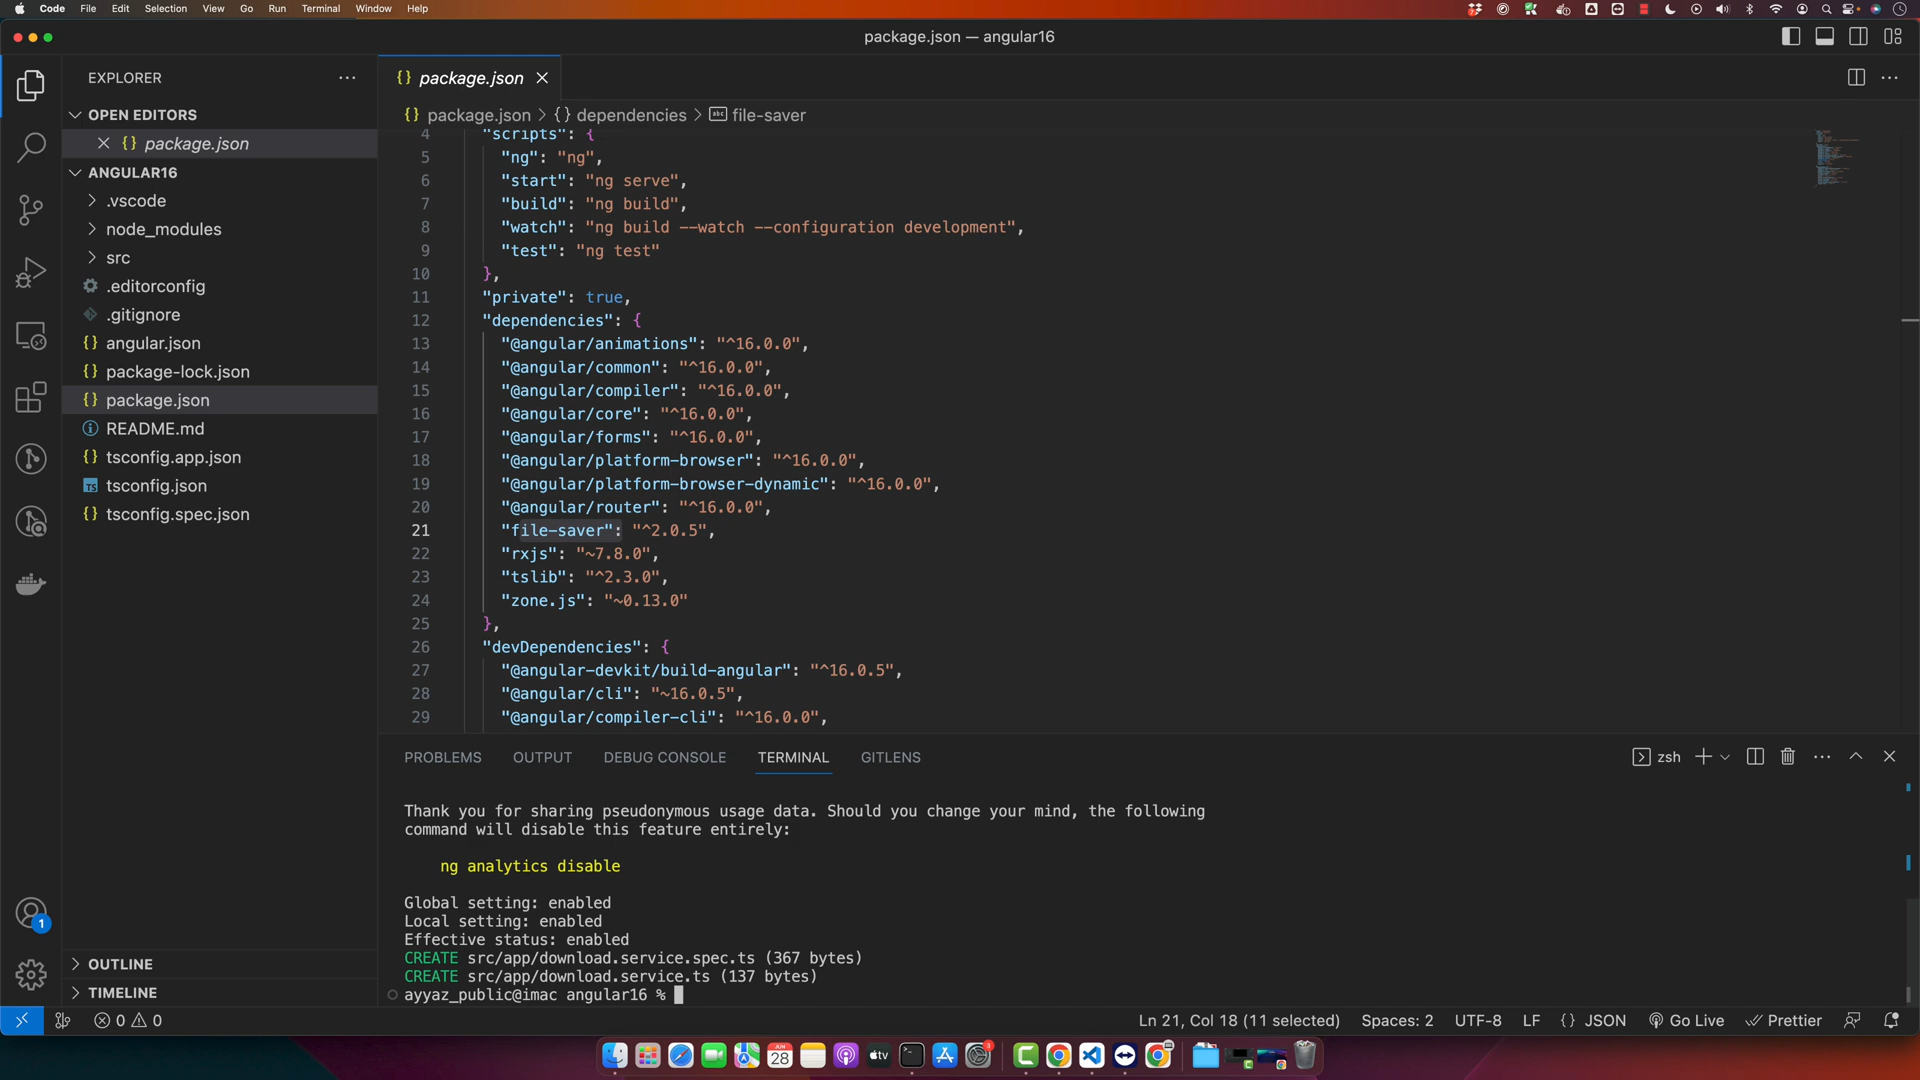 Code File Edit Selection View Go Run Terminal Window Help
package.json — angular16
EXPLORER
OPEN EDITORS
package.json
ANGULAR16
.vscode
node_modules
src
.editorconfig
.gitignore
angular.json
package-lock.json
package.json
README.md
tsconfig.app.json
TS tsconfig.json
tsconfig.spec.json
OUTLINE
TIMELINE
{} package.json
{} package.json > {} dependencies > abc file-saver
4 "scripts": {
5 "ng": "ng",
6 "start": "ng serve",
7 "build": "ng build",
8 "watch": "ng build --watch --configuration development",
9 "test": "ng test"
10 },
11 "private": true,
12 "dependencies": {
13 "@angular/animations": "^16.0.0",
14 "@angular/common": "^16.0.0",
15 "@angular/compiler": "^16.0.0",
16 "@angular/core": "^16.0.0",
17 "@angular/forms": "^16.0.0",
18 "@angular/platform-browser": "^16.0.0",
19 "@angular/platform-browser-dynamic": "^16.0.0",
20 "@angular/router": "^16.0.0",
21 "file-saver": "^2.0.5",
22 "rxjs": "~7.8.0",
23 "tslib": "^2.3.0",
24 "zone.js": "~0.13.0"
25 },
26 "devDependencies": {
27 "@angular-devkit/build-angular": "^16.0.5",
28 "@angular/cli": "~16.0.5",
29 "@angular/compiler-cli": "^16.0.0",
PROBLEMS OUTPUT DEBUG CONSOLE TERMINAL GITLENS
zsh
Thank you for sharing pseudonymous usage data. Should you change your mind, the following
command will disable this feature entirely:
ng analytics disable
Global setting: enabled
Local setting: enabled
Effective status: enabled
CREATE src/app/download.service.spec.ts (367 bytes)
CREATE src/app/download.service.ts (137 bytes)
ayyaz_public@imac angular16 %
1
0 0
Ln 21, Col 18 (11 selected) Spaces: 2 UTF-8 LF {} JSON Go Live Prettier
JUN
28
tv
3